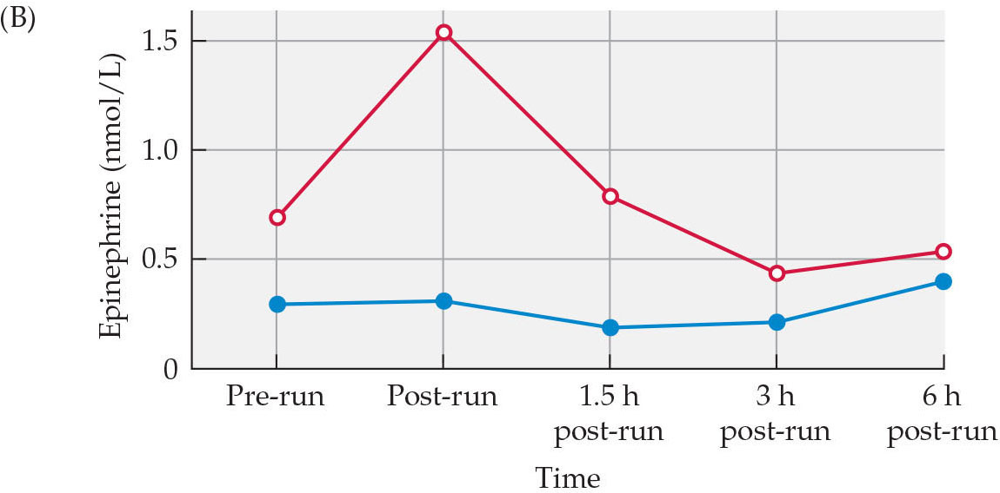 (B)
Epinephrine (nmol/L)
1.5
1.0
0.5
0
Pre-run
Post-run
1.5 h
post-run
3 h
post-run
6 h
post-run
Time